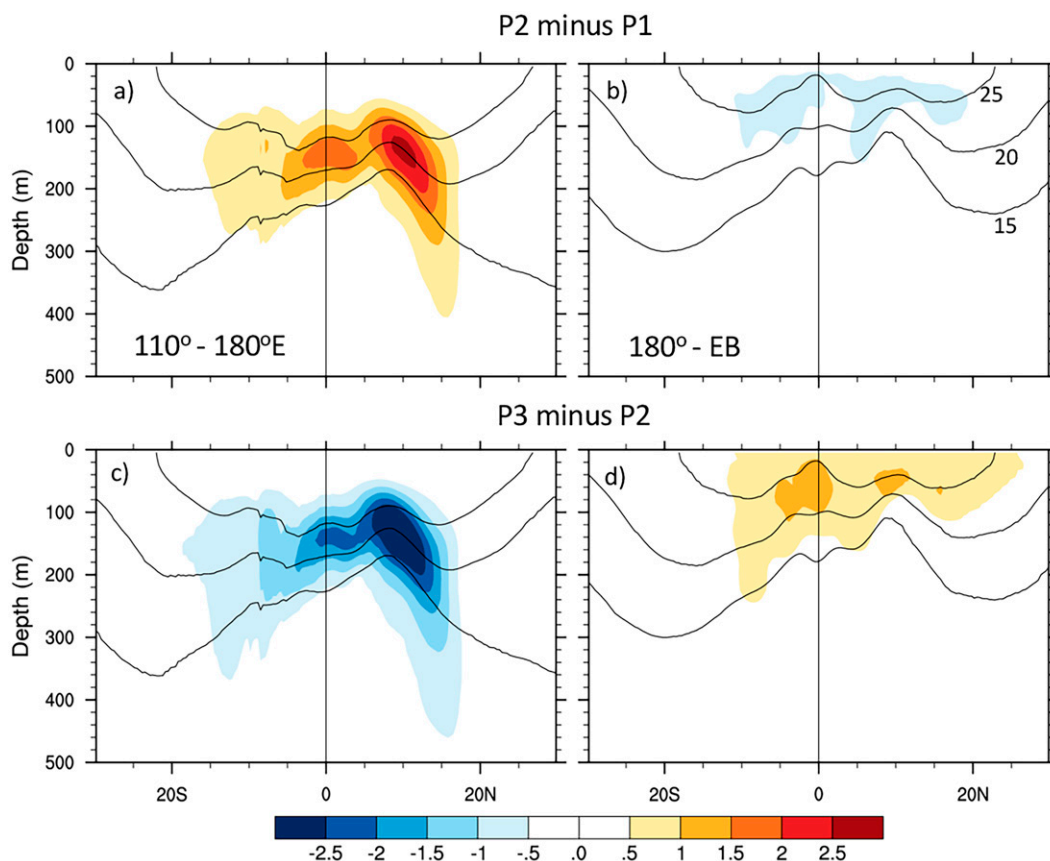 P2 minus P1
a)
b)
0
100
200
300
400
500
Depth (m)
110° - 180°E
180° - EB
25
20
15
P3 minus P2
c)
d)
0
100
200
300
400
500
Depth (m)
20S 0 20N 20S 0 20N
-2.5 -2 -1.5 -1 -.5 .0 .5 1 1.5 2 2.5